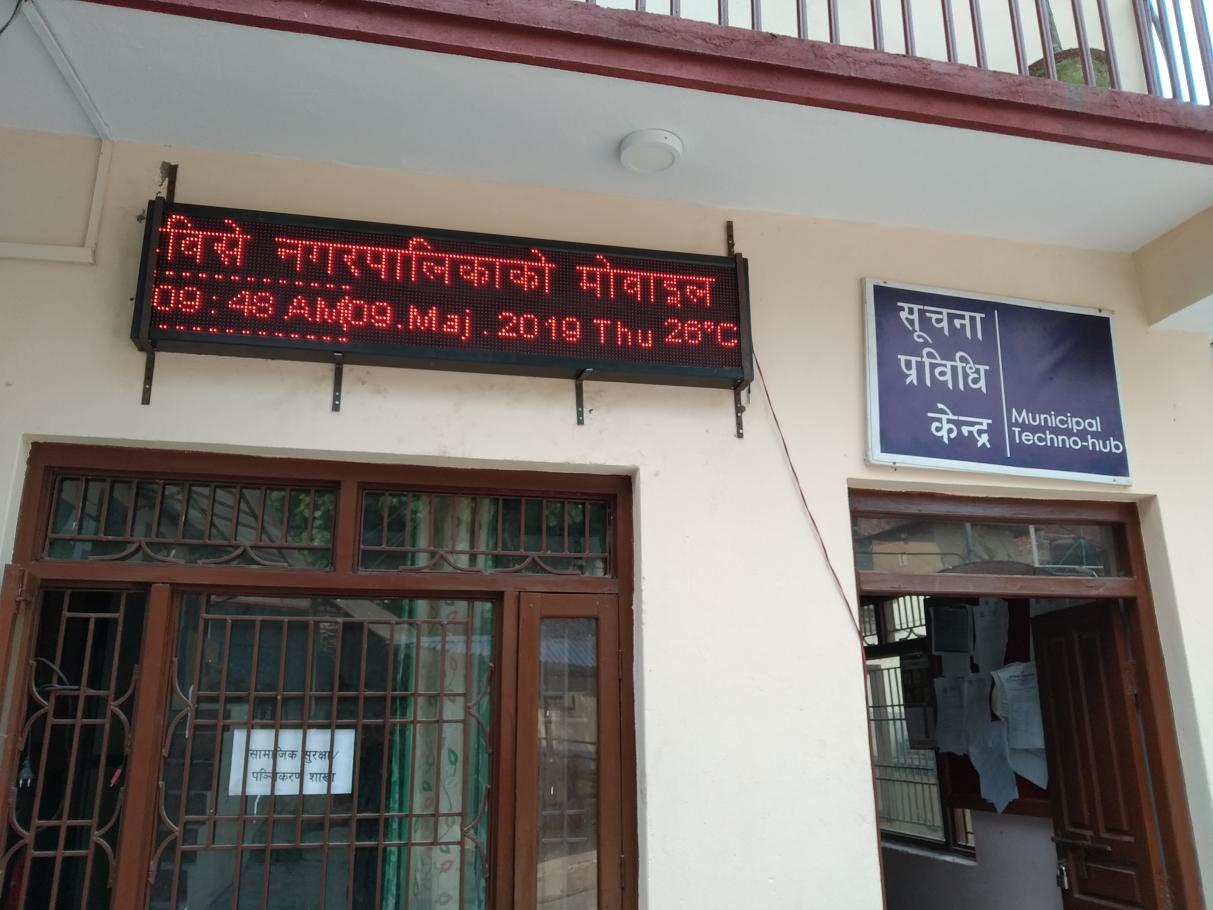 विसे नगरपालिकाको मोवाइल
09:48 AM 09.Maj.2019 Thu 26°C
सूचना
प्रविधि
केन्द्र
Municipal
Techno-hub
सामाजिक सुरक्षा/
पञ्जिकरण शाखा